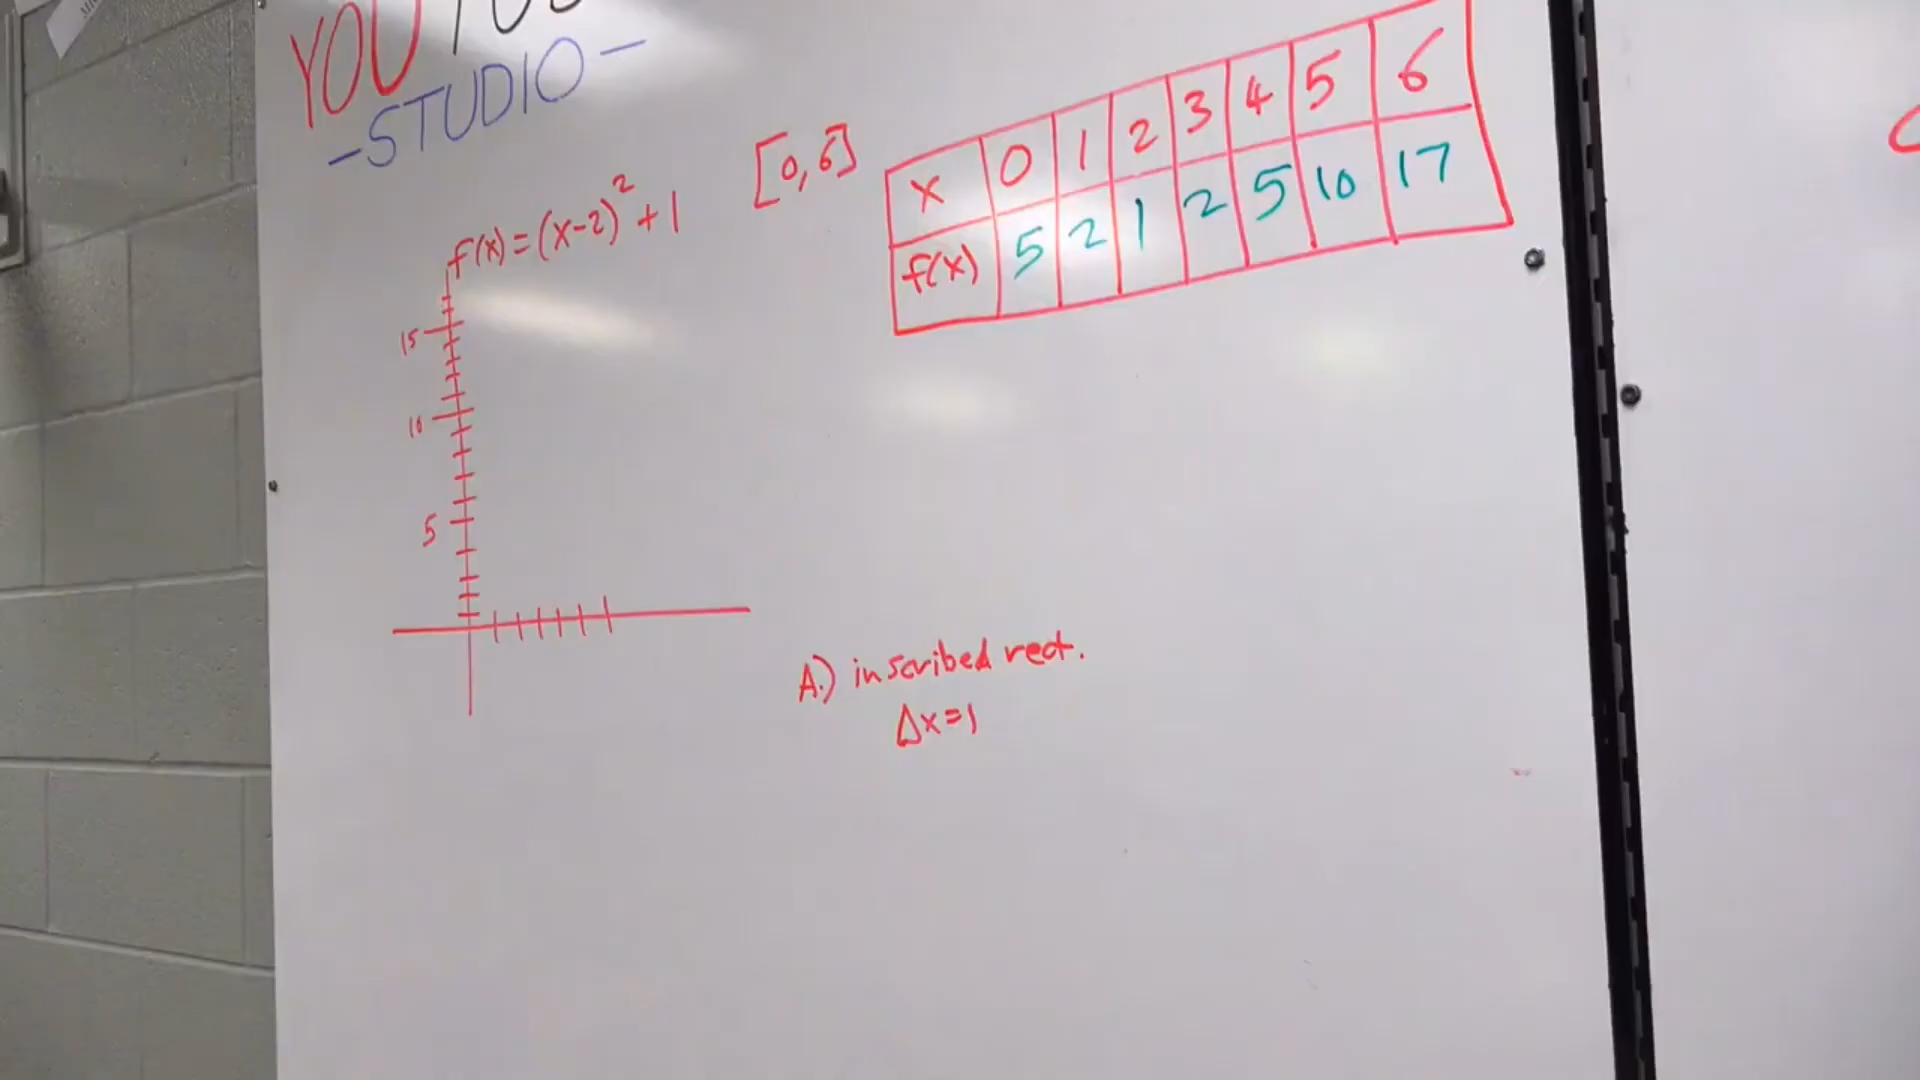 YOU
-STUDIO-
f(x)=(x-2)²+1
[0,6]
x 0 1 2 3 4 5 6
f(x) 5 2 1 2 5 10 17
15
10
5
A.) inscribed rect.
Δx=1